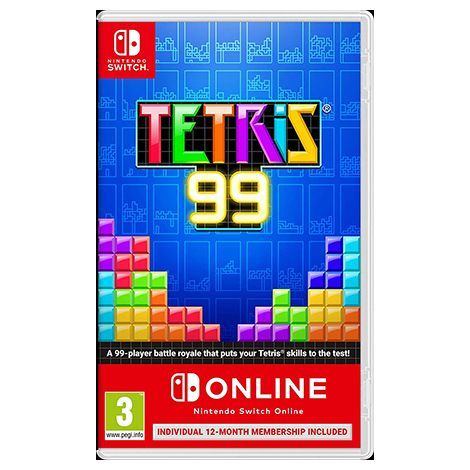 NINTENDO
SWITCH™
TETRIS®
99
A 99-player battle royale that puts your Tetris® skills to the test!
ONLINE
Nintendo Switch Online
3
www.pegi.info
INDIVIDUAL 12-MONTH MEMBERSHIP INCLUDED